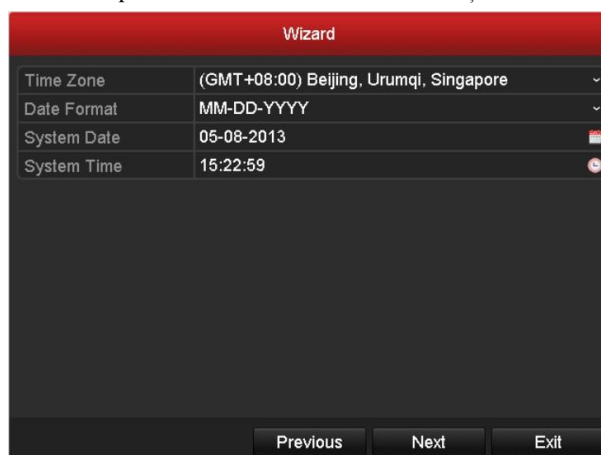 Wizard
Time Zone (GMT+08:00) Beijing, Urumqi, Singapore
Date Format MM-DD-YYYY
System Date 05-08-2013
System Time 15:22:59
Previous Next Exit